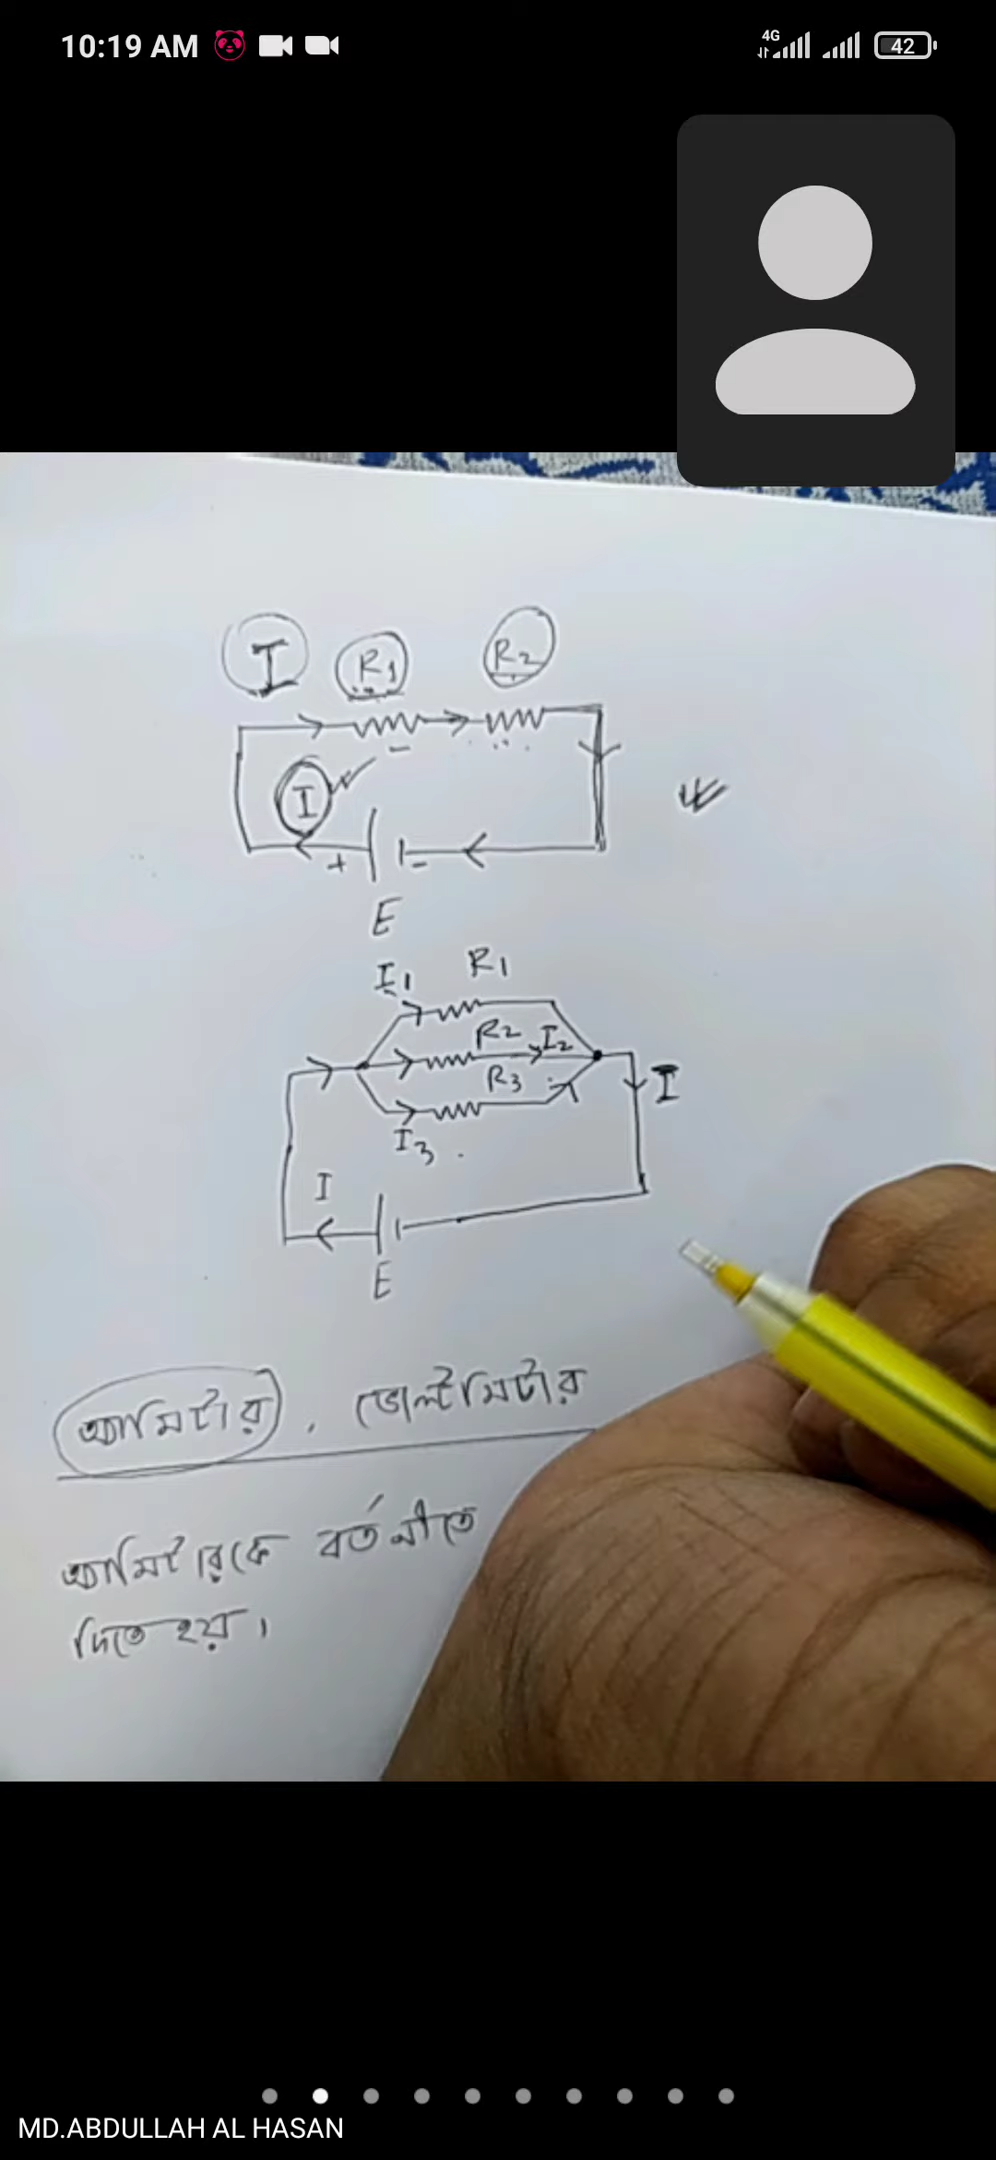 10:19 AM
4G
42
I R1 R2
I
+ -
E
I1 R1
R2 I2
R3 I
I3
I
E
অ্যামিটার, ভোল্টমিটার
অ্যামিটারকে বর্তনীতে
দিতে হয়।
MD.ABDULLAH AL HASAN